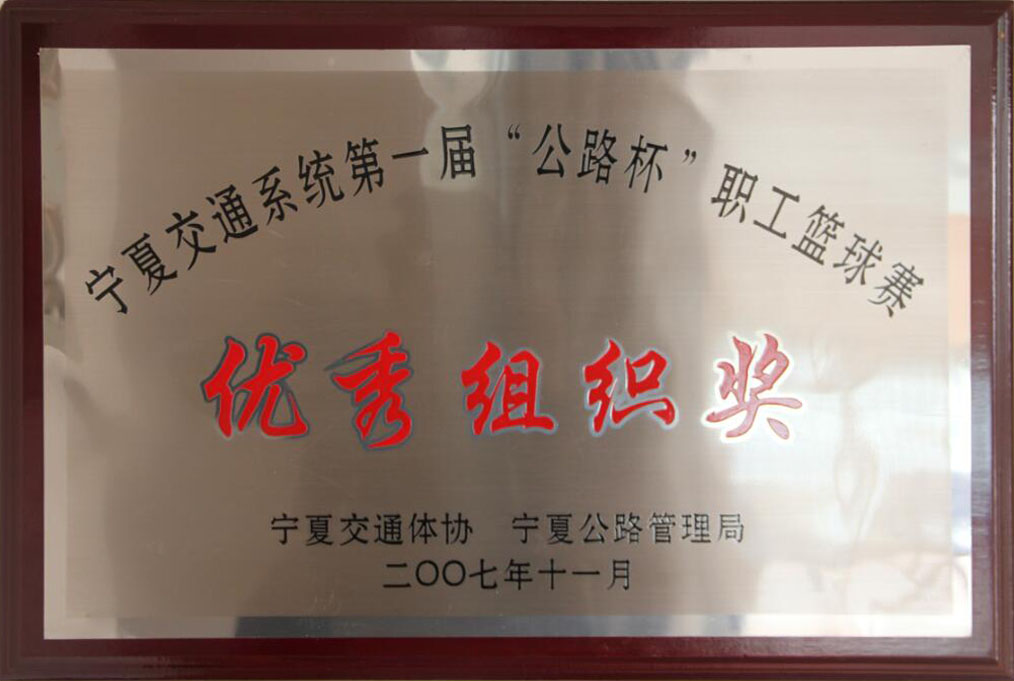 宁夏交通系统第一届“公路杯”职工篮球赛
优秀组织奖
宁夏交通体协 宁夏公路管理局
二〇〇七年十一月